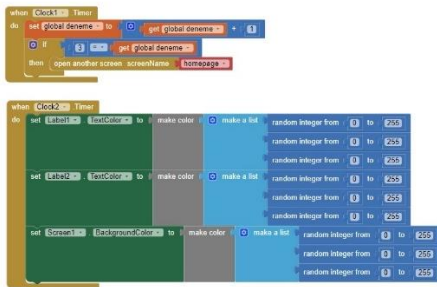 when Clock1 .Timer
do set global deneme to get global deneme + 1
if 3 = get global deneme
then open another screen screenName homepage
when Clock2 .Timer
do set Label1 . TextColor to make color make a list random integer from 0 to 255
random integer from 0 to 255
random integer from 0 to 255
set Label2 . TextColor to make color make a list random integer from 0 to 255
random integer from 0 to 255
random integer from 0 to 255
set Screen1 . BackgroundColor to make color make a list random integer from 0 to 255
random integer from 0 to 255
random integer from 0 to 255